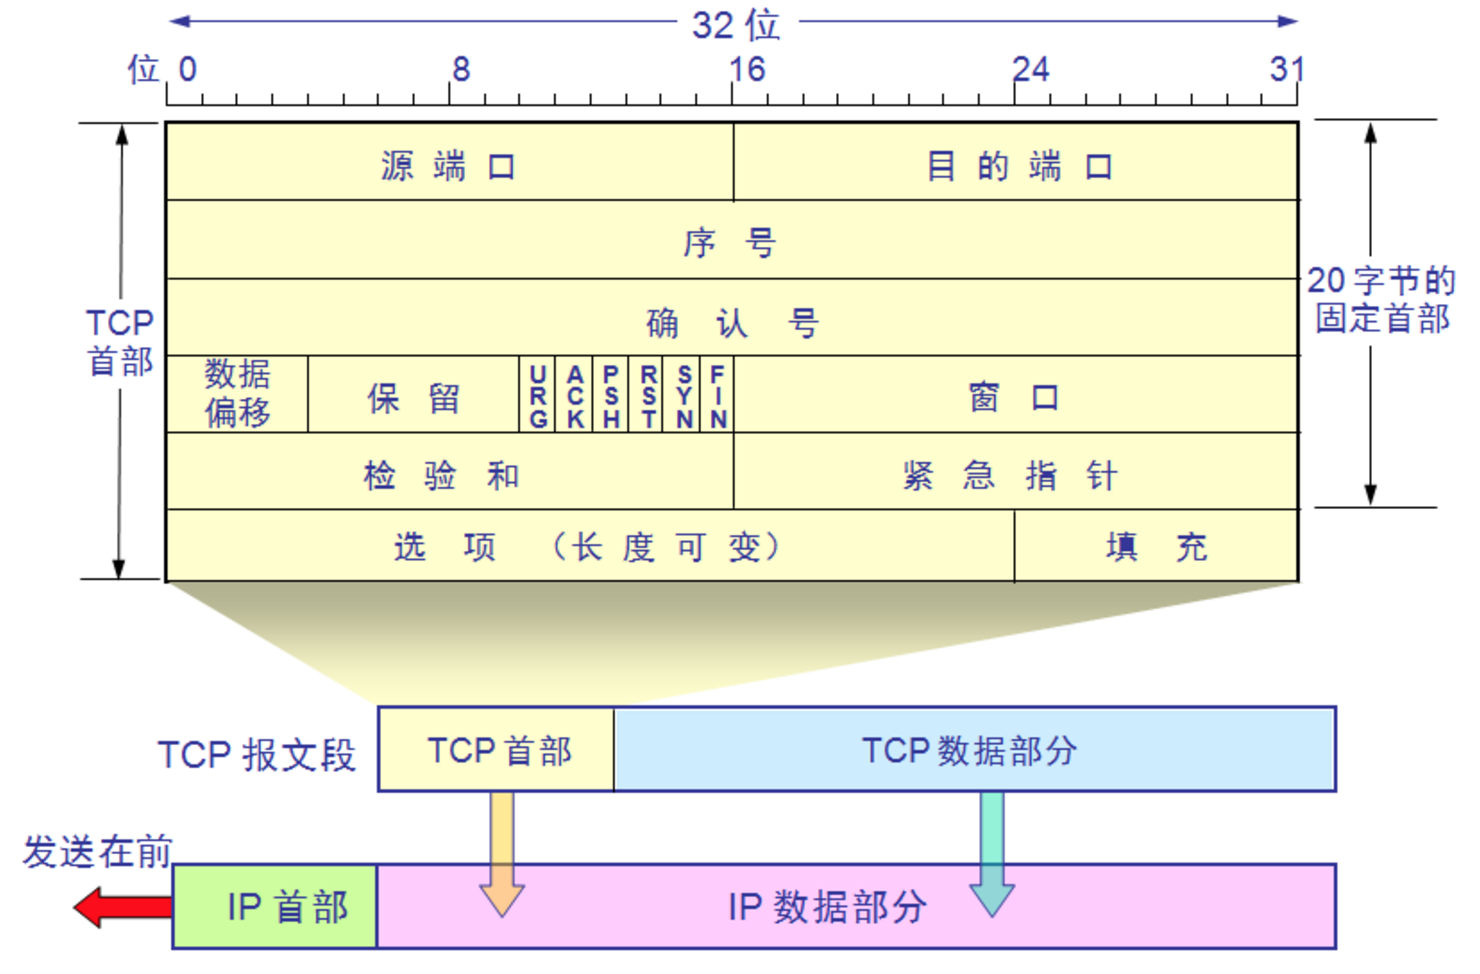 32 位
位 0 8 16 24 31
源 端 口 目 的 端 口
序 号
确 认 号
TCP
首部
20 字节的
固定首部
数据
偏移
保 留
URG
ACK
PSH
RST
SYN
FIN
窗 口
检 验 和 紧 急 指 针
选 项 （长 度 可 变） 填 充
TCP 报文段 TCP 首部 TCP 数据部分
发送在前
IP 首部 IP 数据部分